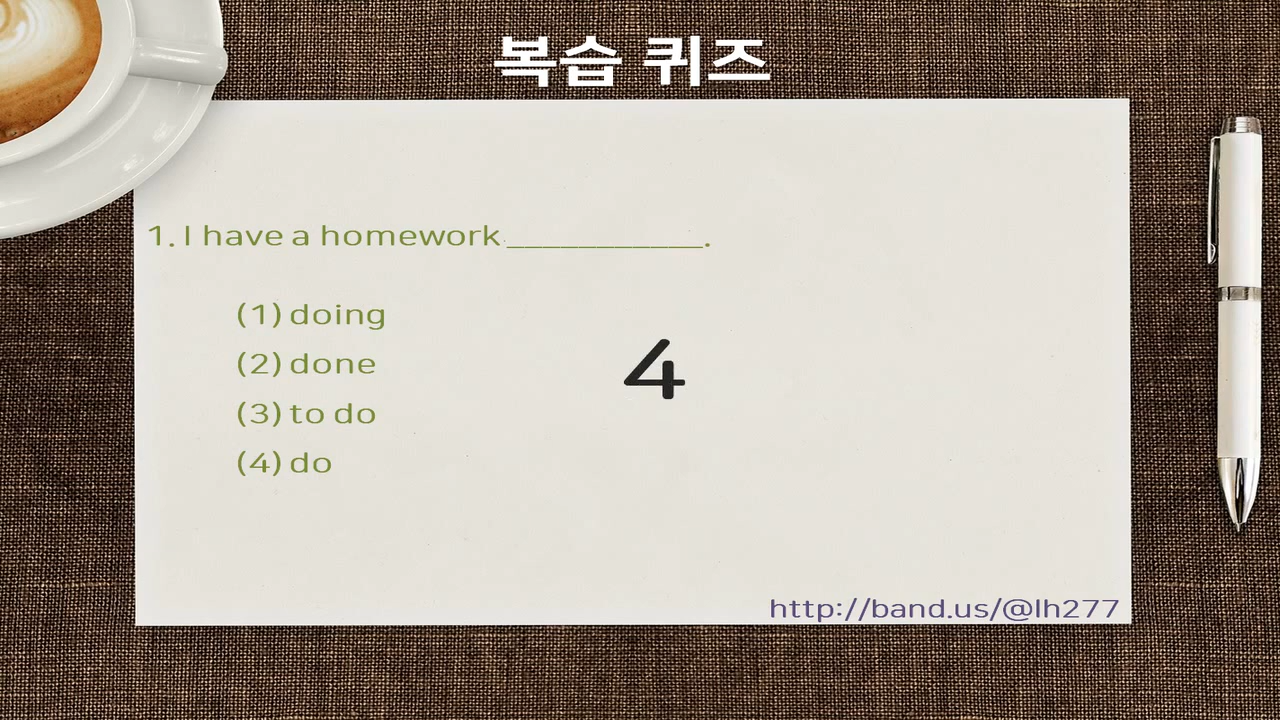 복습 퀴즈
1. I have a homework ___________.
(1) doing
(2) done
(3) to do
(4) do
4
http://band.us/@lh277